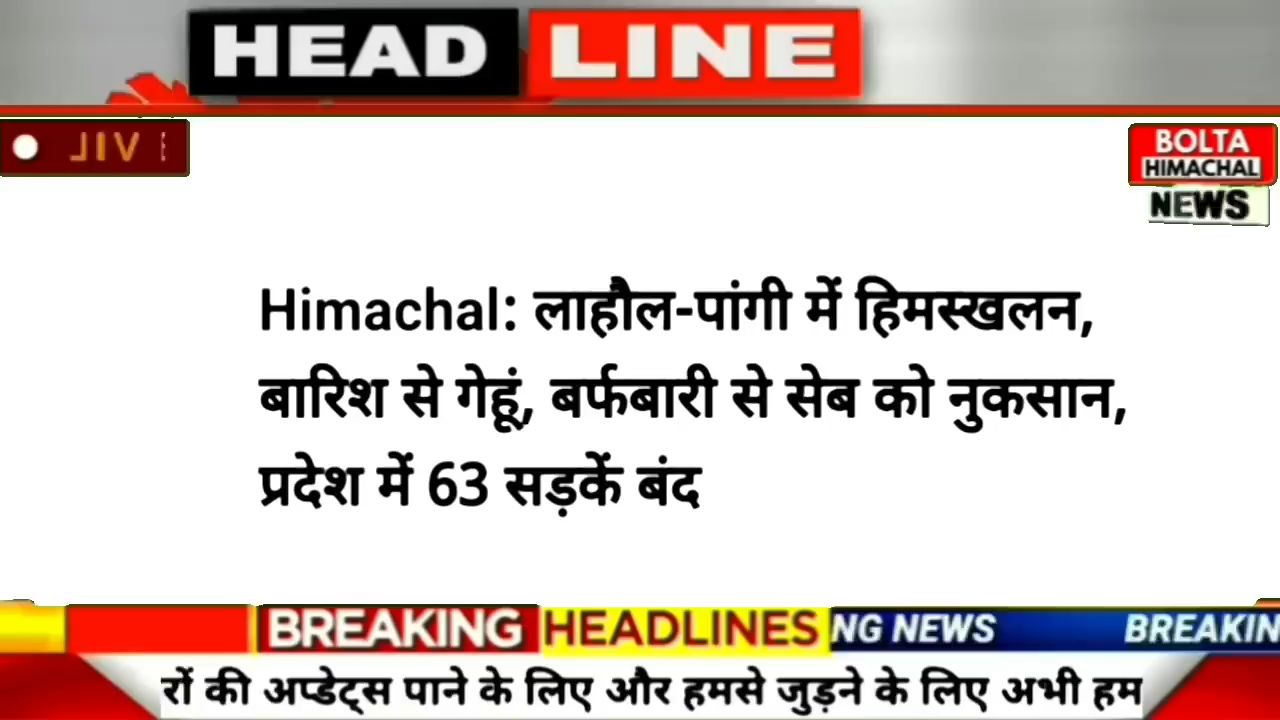 HEAD LINE
BOLTA
HIMACHAL
NEWS
Himachal: लाहौल-पांगी में हिमस्खलन,
बारिश से गेहूं, बर्फबारी से सेब को नुकसान,
प्रदेश में 63 सड़कें बंद
BREAKING HEADLINES NG NEWS BREAKIN
रों की अप्डेट्स पाने के लिए और हमसे जुड़ने के लिए अभी हम